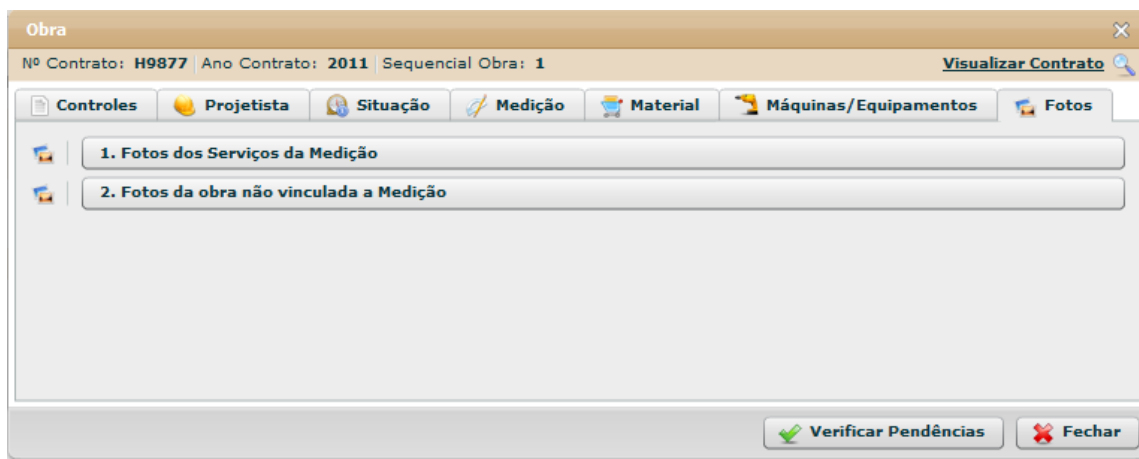 Obra
Nº Contrato: H9877 Ano Contrato: 2011 Sequencial Obra: 1 Visualizar Contrato
Controles Projetista Situação Medição Material Máquinas/Equipamentos Fotos
1. Fotos dos Serviços da Medição
2. Fotos da obra não vinculada a Medição
Verificar Pendências Fechar